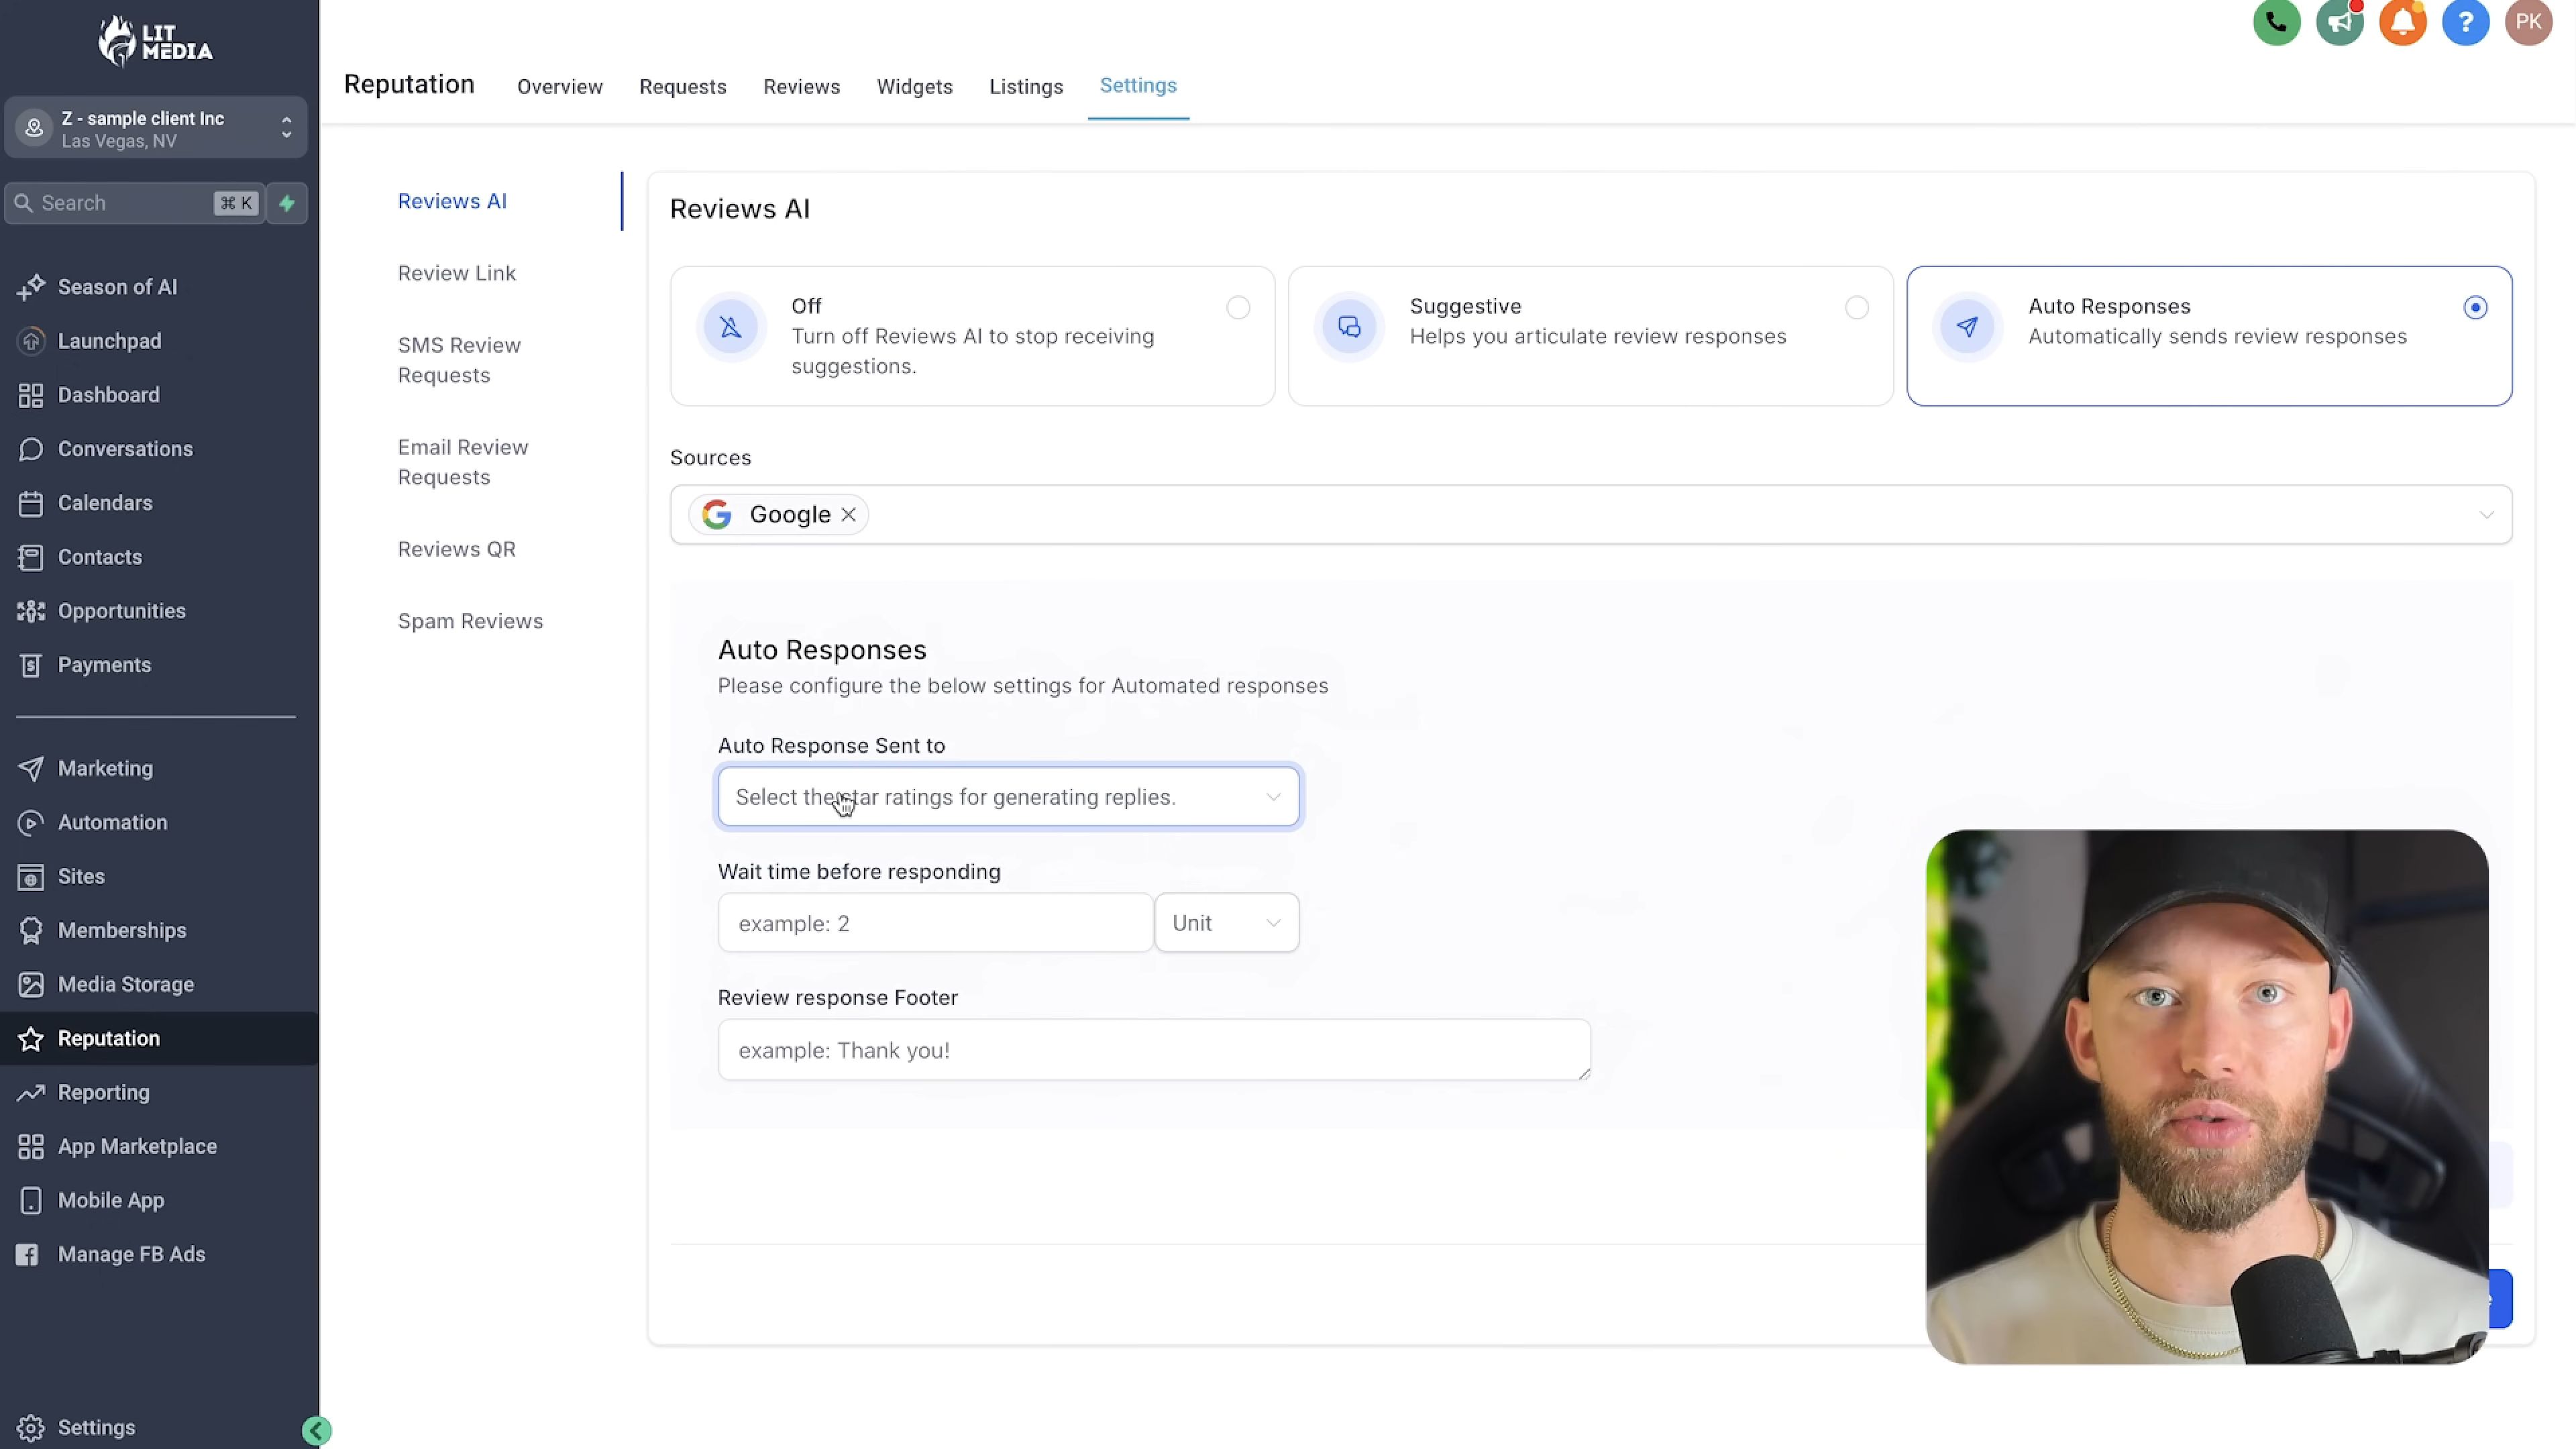 LIT
MEDIA
Z - sample client Inc
Las Vegas, NV
Search
⌘ K
Season of AI
Launchpad
Dashboard
Conversations
Calendars
Contacts
Opportunities
Payments
Marketing
Automation
Sites
Memberships
Media Storage
Reputation
Reporting
App Marketplace
Mobile App
Manage FB Ads
Settings
PK
Reputation
Overview
Requests
Reviews
Widgets
Listings
Settings
Reviews AI
Review Link
SMS Review
Requests
Email Review
Requests
Reviews QR
Spam Reviews
Reviews AI
Off
Turn off Reviews AI to stop receiving
suggestions.
Suggestive
Helps you articulate review responses
Auto Responses
Automatically sends review responses
Sources
Google
Auto Responses
Please configure the below settings for Automated responses
Auto Response Sent to
Select the star ratings for generating replies.
Wait time before responding
example: 2
Unit
Review response Footer
example: Thank you!